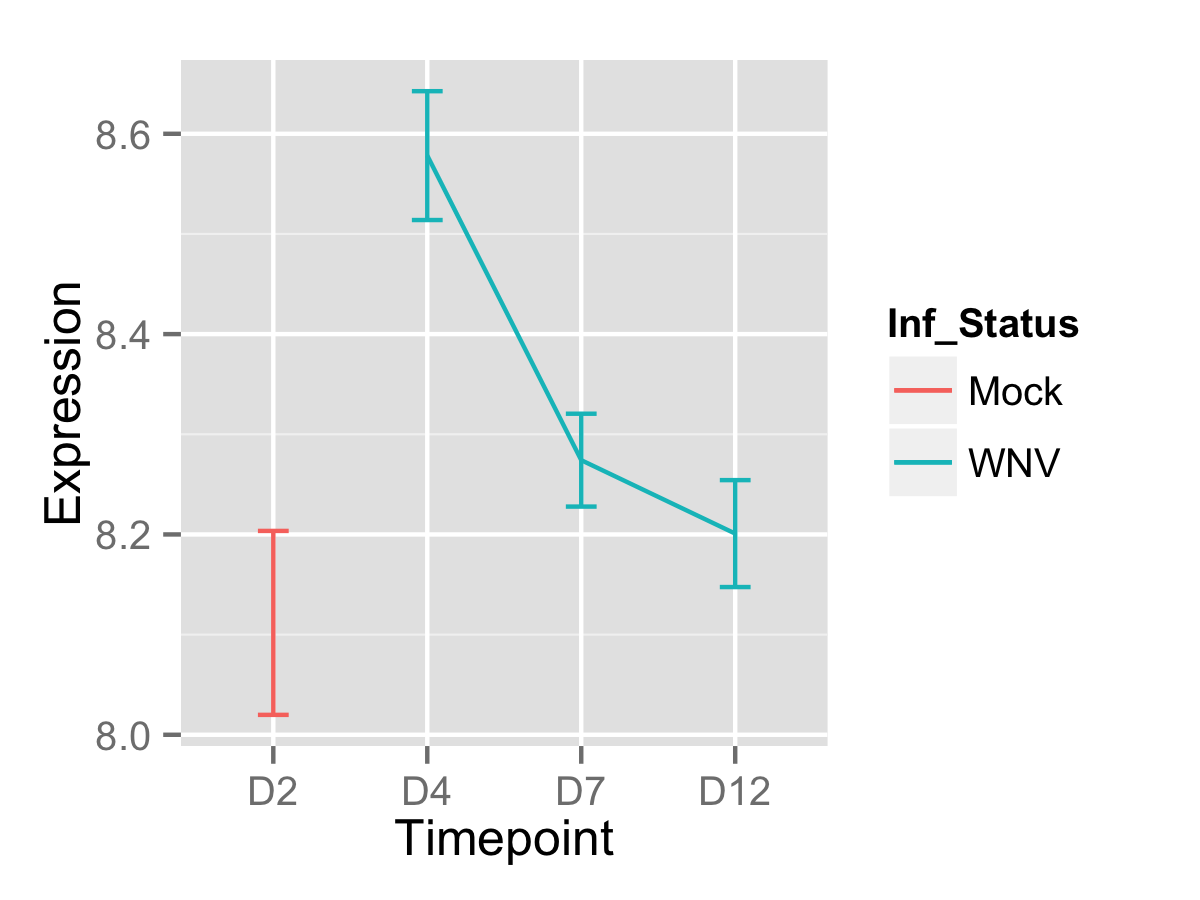 Expression
8.6
8.4
8.2
8.0
D2 D4 D7 D12
Timepoint
Inf_Status
Mock
WNV